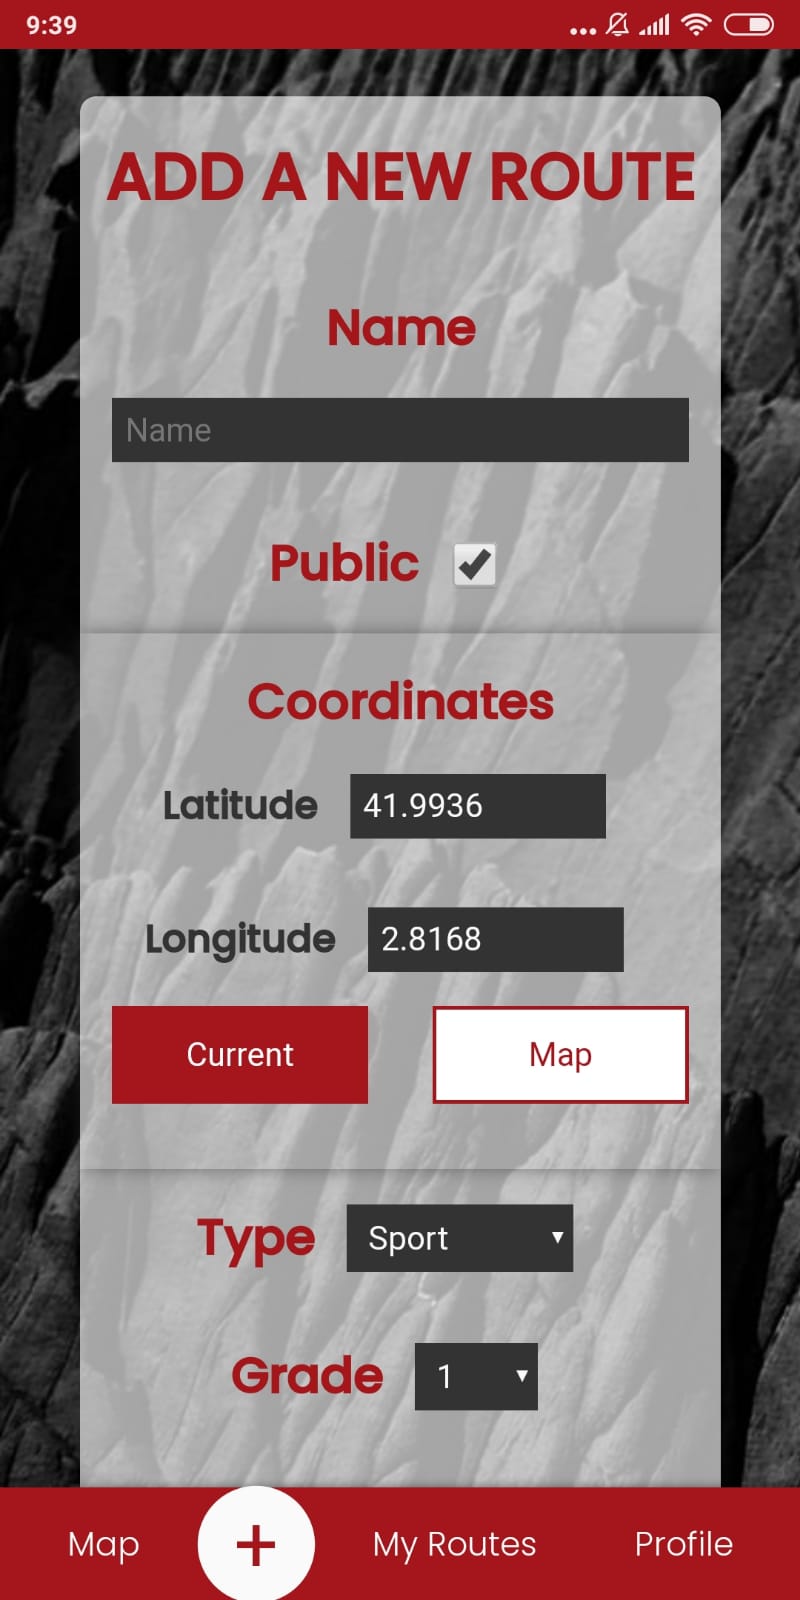 9:39
ADD A NEW ROUTE
Name
Name
Public
Coordinates
Latitude 41.9936
Longitude 2.8168
Current Map
Type Sport
Grade 1
Map + My Routes Profile